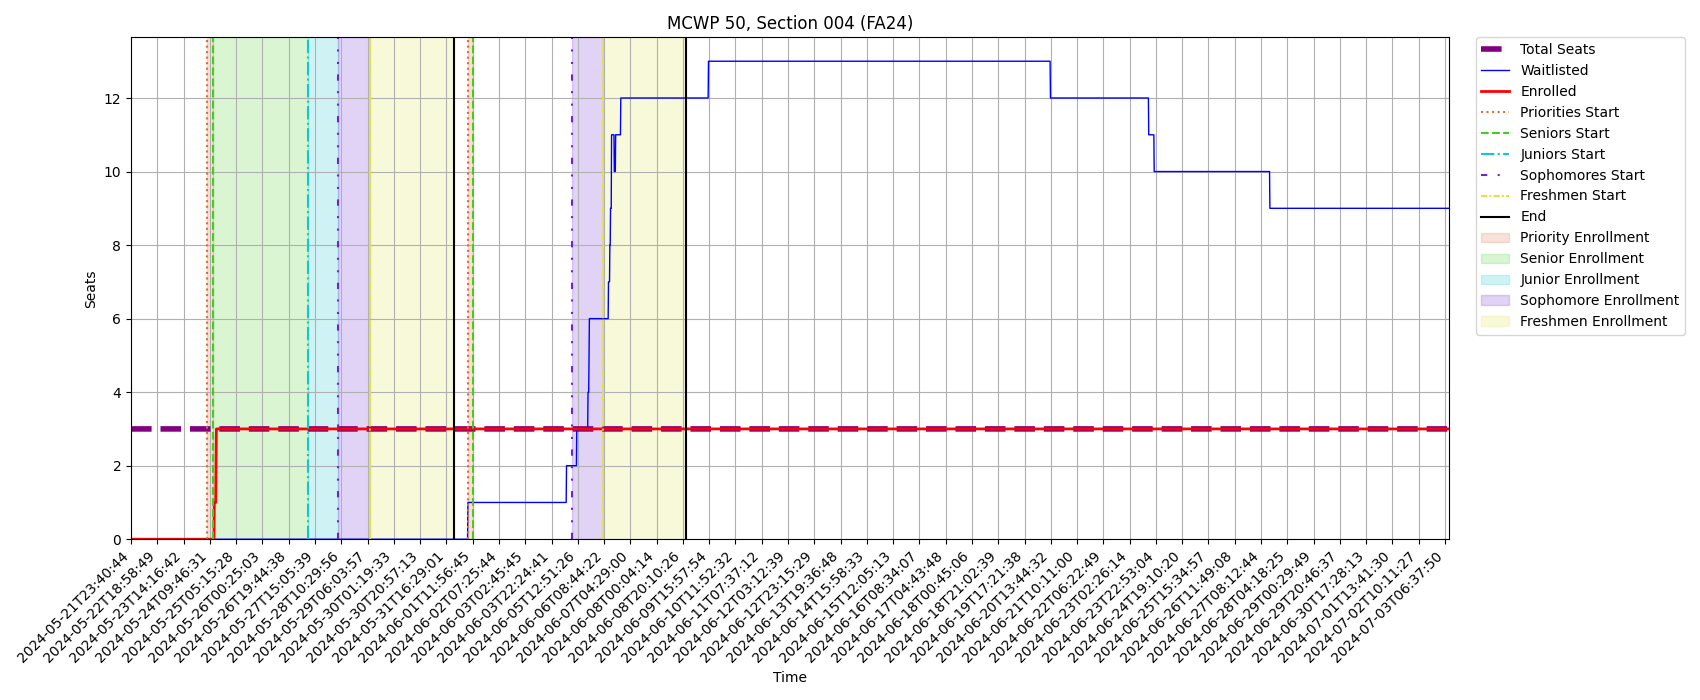 MCWP 50, Section 004 (FA24)
Total Seats
Waitlisted
Enrolled
Priorities Start
Seniors Start
Juniors Start
Sophomores Start
Freshmen Start
End
Priority Enrollment
Senior Enrollment
Junior Enrollment
Sophomore Enrollment
Freshmen Enrollment
Seats
12
10
8
6
4
2
0
2024-05-21T23:40:44
2024-05-22T18:58:49
2024-05-23T14:16:42
2024-05-24T09:46:31
2024-05-25T05:15:28
2024-05-26T00:25:03
2024-05-26T19:44:38
2024-05-27T15:05:39
2024-05-28T10:29:56
2024-05-29T06:03:57
2024-05-30T01:19:33
2024-05-30T20:57:13
2024-05-31T16:29:01
2024-06-01T11:56:45
2024-06-02T07:25:44
2024-06-03T02:45:45
2024-06-03T22:24:41
2024-06-05T12:51:26
2024-06-06T08:44:22
2024-06-07T04:29:00
2024-06-08T00:04:14
2024-06-08T20:10:26
2024-06-09T15:57:54
2024-06-10T11:52:32
2024-06-11T07:37:12
2024-06-12T03:12:39
2024-06-12T23:15:29
2024-06-13T19:36:48
2024-06-14T15:58:33
2024-06-15T12:05:13
2024-06-16T08:34:07
2024-06-17T04:43:48
2024-06-18T00:45:06
2024-06-18T21:02:39
2024-06-19T17:21:38
2024-06-20T13:44:32
2024-06-21T10:11:00
2024-06-22T06:22:49
2024-06-23T02:26:14
2024-06-23T22:53:04
2024-06-24T19:10:20
2024-06-25T15:34:57
2024-06-26T11:49:08
2024-06-27T08:12:44
2024-06-28T04:18:25
2024-06-29T00:29:49
2024-06-29T20:46:37
2024-06-30T17:28:13
2024-07-01T13:41:30
2024-07-02T10:11:27
2024-07-03T06:37:50
Time